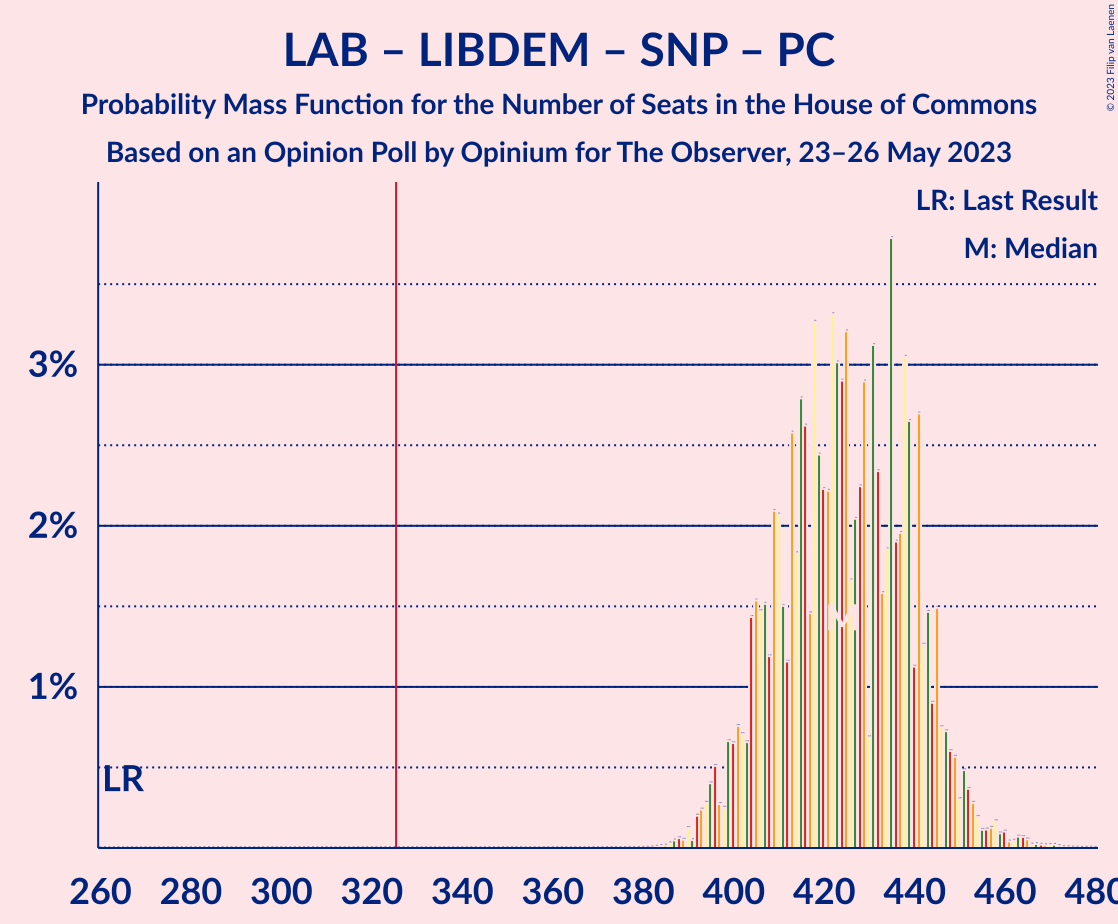 LAB – LIBDEM – SNP – PC
Probability Mass Function for the Number of Seats in the House of Commons
Based on an Opinion Poll by Opinium for The Observer, 23–26 May 2023
© 2023 Filip van Laenen
LR: Last Result
M: Median
3%
2%
1%
LR
M
260 280 300 320 340 360 380 400 420 440 460 480